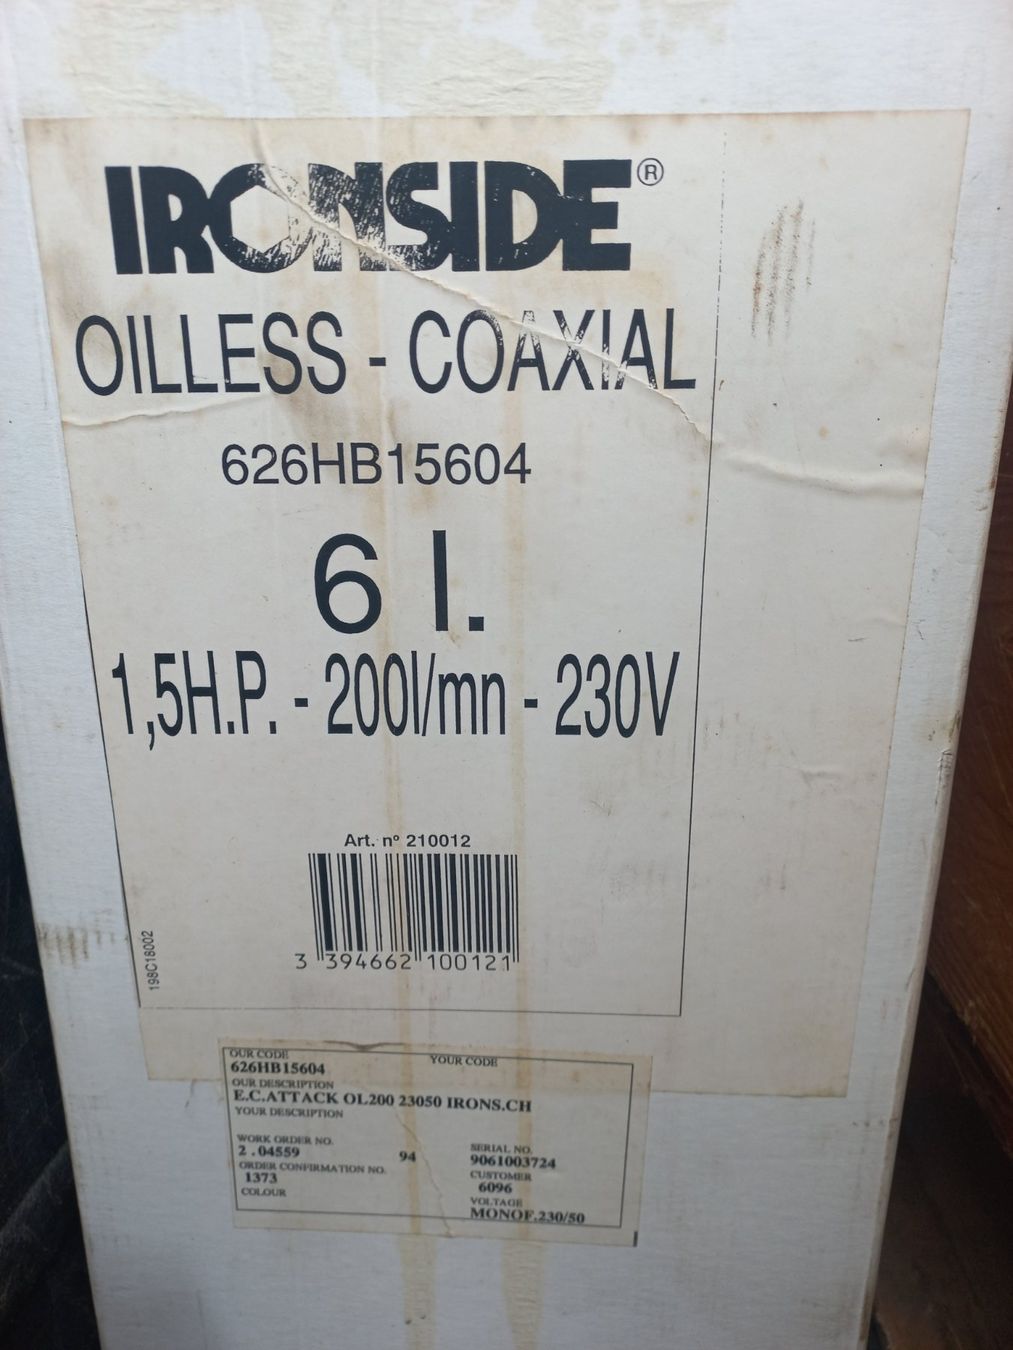 IRONSIDE®
OILLESS - COAXIAL
626HB15604
6 l.
1,5H.P. - 200l/mn - 230V
Art. n° 210012
3 394662 100121
198C18002
OUR CODE YOUR CODE
626HB15604
OUR DESCRIPTION
E.C.ATTACK OL200 23050 IRONS.CH
YOUR DESCRIPTION
WORK ORDER NO. SERIAL NO.
2 . 04559 94 9061003724
ORDER CONFIRMATION NO. CUSTOMER
1373 6096
COLOUR VOLTAGE
MONOF.230/50